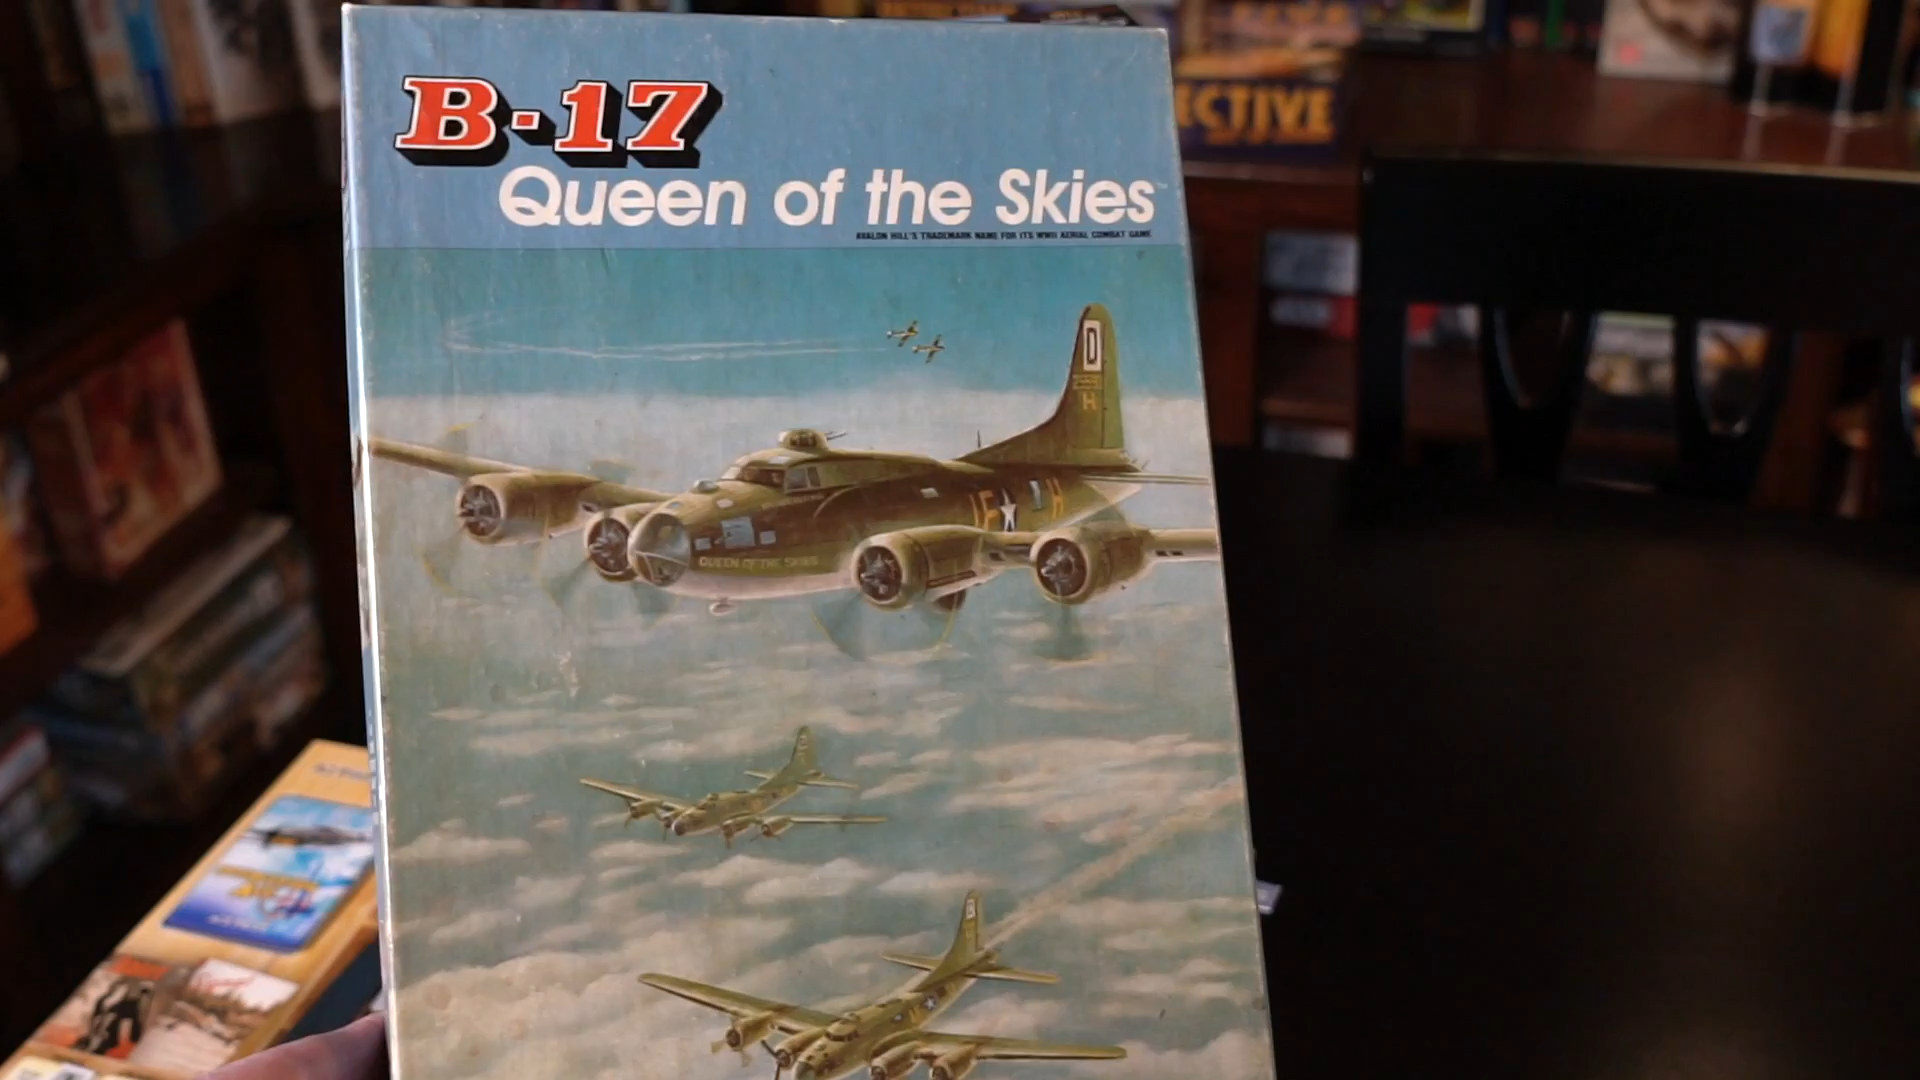 B-17
Queen of the Skies
AVALON HILL'S TRADEMARK NAME FOR ITS WWII AERIAL COMBAT GAME
ECTIVE
D
H
QUEEN OF THE SKIES
IF H